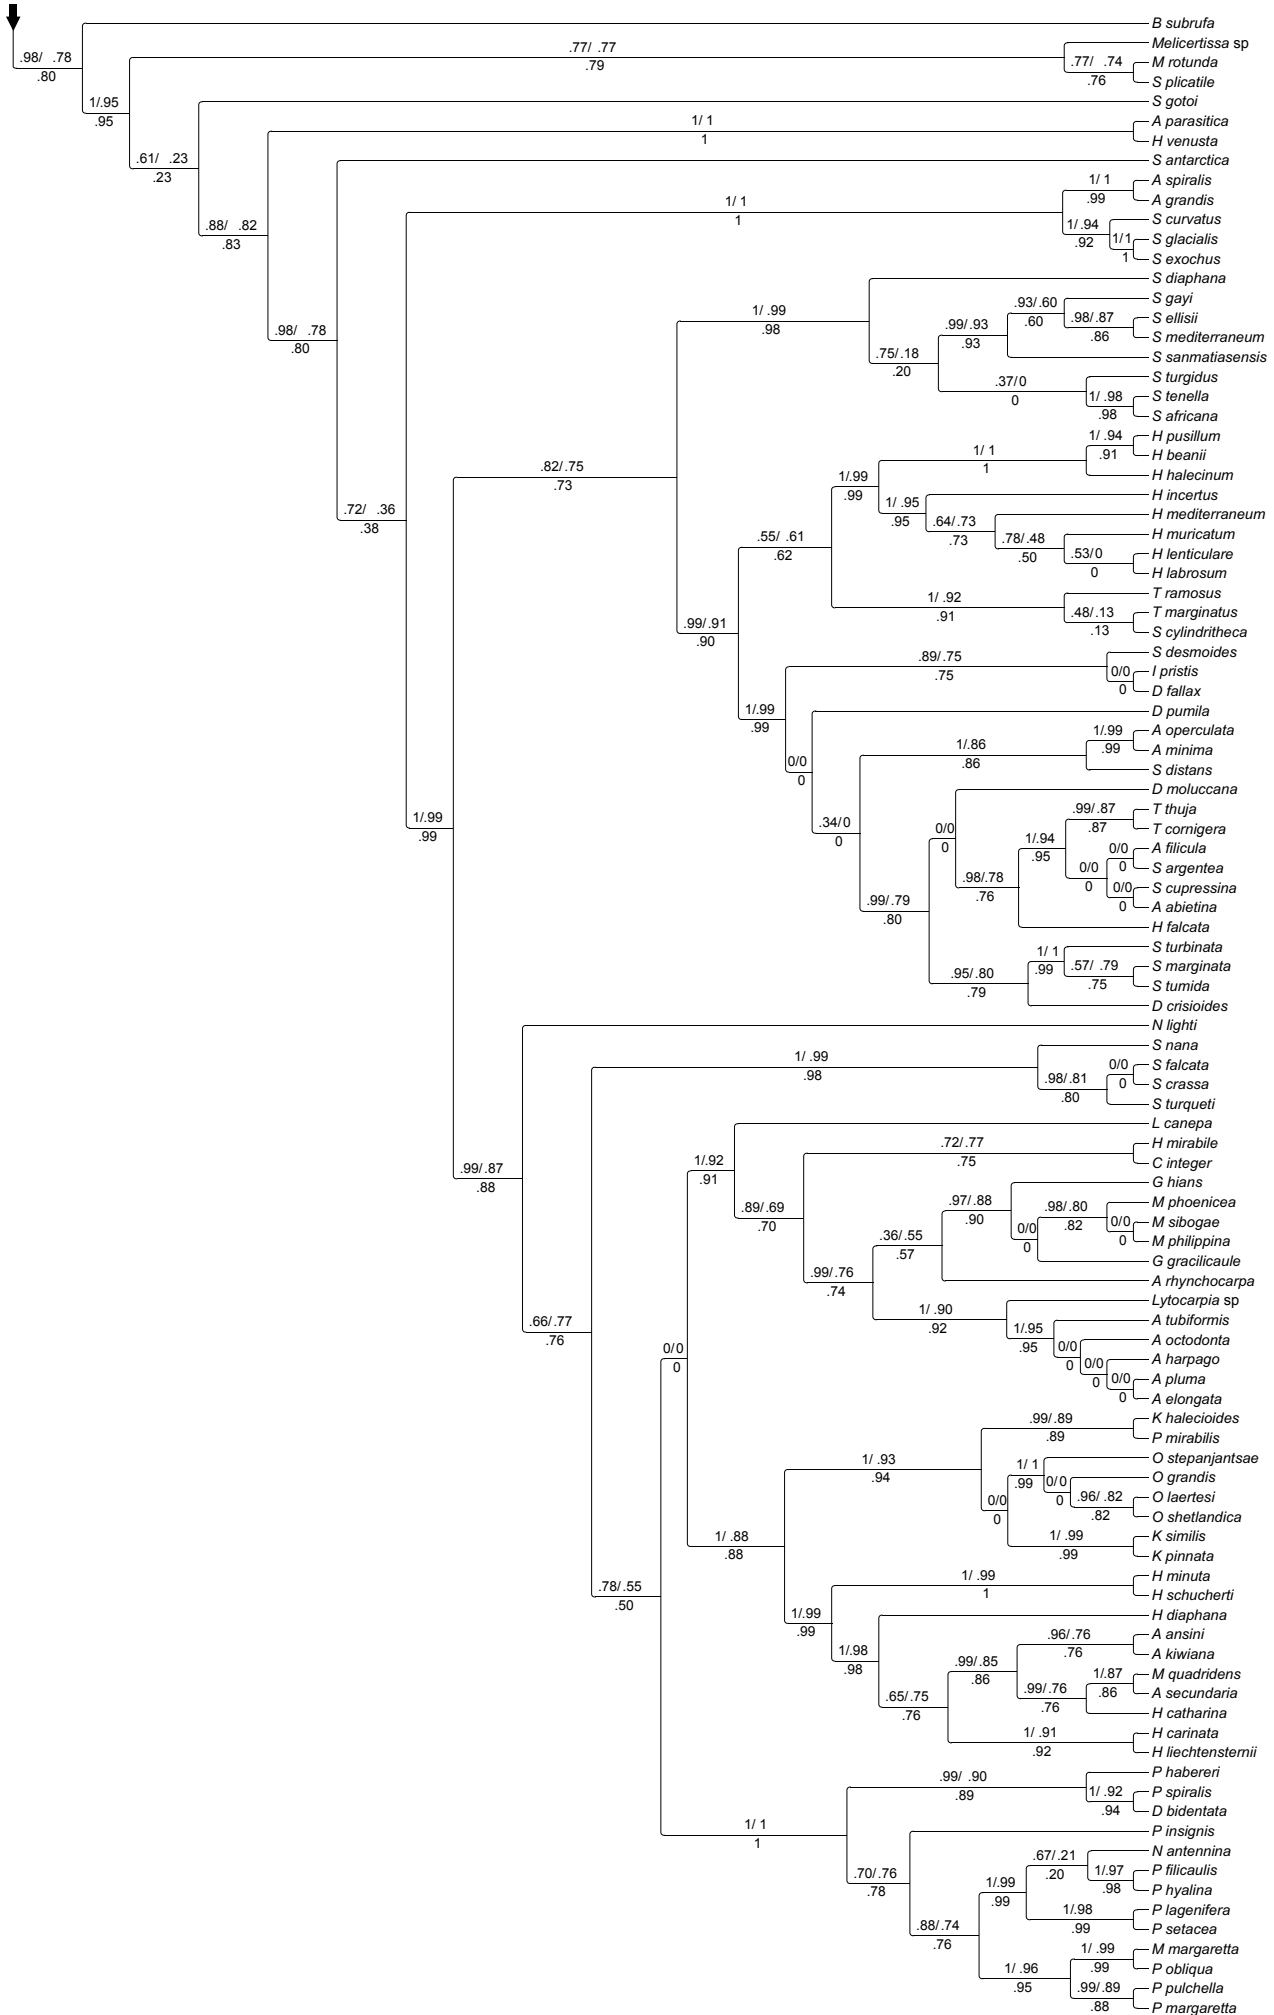 B subrufa
Melicertissa sp
.77/ .77
.98/ .78
.79
.77/ .74
M rotunda
.80
.76
S plicatile
1/.95
S gotoi
.95
1/ 1
A parasitica
1
H venusta
.61/ .23
S antarctica
.23
1/ 1
A spiralis
.99
A grandis
1/ 1
1
1/ .94
S curvatus
.88/ .82
.83
.92
1/1
S glacialis
1
S exochus
S diaphana
.93/.60
S gayi
1/ .99
.98
.60
.98/.87
S ellisii
.98/ .78
.80
.99/.93
.93
.86
S mediterraneum
.75/.18
.20
S sanmatiasensis
.37/0
0
S turgidus
1/ .98
S tenella
.98
S africana
1/ .94
H pusillum
1/ 1
1
.91
H beanii
.82/.75
.73
1/.99
.99
H halecinum
1/ .95
.95
H incertus
.72/ .36
.38
.64/.73
.73
H mediterraneum
.55/ .61
.62
.78/.48
.50
H muricatum
.53/0
H lenticulare
0
H labrosum
1/ .92
.91
T ramosus
.48/.13
T marginatus
.99/.91
.90
.13
S cylindritheca
.89/.75
.75
S desmoides
0/0
I pristis
0
D fallax
1/.99
.99
D pumila
1/.99
A operculata
1/.86
.86
.99
A minima
0/0
0
S distans
D moluccana
.99/.87
T thuja
1/.99
.99
.34/0
0
0/0
0
.87
T cornigera
1/.94
.95
0/0
A filicula
0/0
0
0
S argentea
.98/.78
.76
0/0
S cupressina
0
A abietina
.99/.79
.80
H falcata
1/ 1
.99
S turbinata
.57/ .79
S marginata
.95/.80
.79
.75
S tumida
D crisioides
N lighti
1/ .99
.98
S nana
0/0
S falcata
.98/.81
.80
0
S crassa
S turqueti
L canepa
.72/.77
.75
H mirabile
.99/.87
.88
1/.92
.91
C integer
.89/.69
.70
.97/.88
.90
G hians
.98/.80
.82
M phoenicea
0/0
M sibogae
.36/.55
.57
0/0
0
0
M philippina
G gracilicaule
.99/.76
.74
A rhynchocarpa
1/ .90
.92
Lytocarpia sp
.66/.77
.76
1/.95
.95
A tubiformis
0/0
0
A octodonta
0/0
0
0/0
0
A harpago
0/0
A pluma
0
A elongata
.99/.89
.89
K halecioides
P mirabilis
1/ .93
.94
1/ 1
.99
O stepanjantsae
0/0
0
O grandis
0/0
0
.96/ .82
O laertesi
.82
O shetlandica
1/ .88
.88
1/ .99
.99
K similis
K pinnata
.78/.55
.50
1/ .99
1
H minuta
H schucherti
1/.99
.99
H diaphana
1/.98
.98
.96/.76
.76
A ansini
A kiwiana
.99/.85
.86
1/.87
M quadridens
.65/.75
.76
.99/.76
.76
.86
A secundaria
H catharina
1/ .91
.92
H carinata
H liechtensternii
.99/ .90
.89
P habereri
1/ .92
P spiralis
.94
D bidentata
1/ 1
1
P insignis
.67/.21
.20
N antennina
.70/.76
.78
1/.97
P filicaulis
1/.99
.99
.98
P hyalina
1/.98
.99
P lagenifera
P setacea
.88/.74
.76
1/ .99
M margaretta
.99
P obliqua
1/ .96
.95
.99/.89
P pulchella
.88
P margaretta